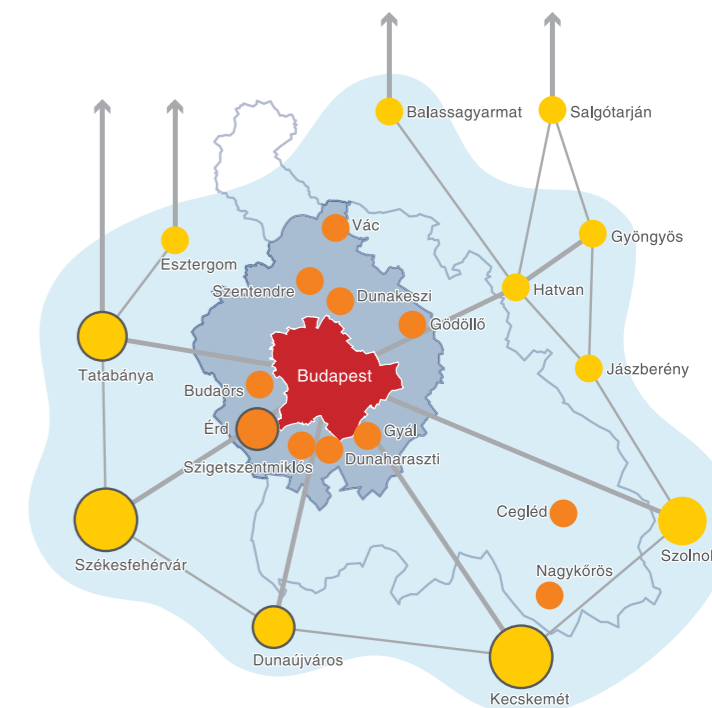 Balassagyarmat
Salgótarján
Vác
Gyöngyös
Esztergom
Szentendre
Dunakeszi
Hatvan
Gödöllő
Tatabánya
Budapest
Jászberény
Budaörs
Érd
Gyál
Szigetszentmiklós
Dunaharaszti
Cegléd
Székesfehérvár
Szolnok
Nagykőrös
Dunaújváros
Kecskemét